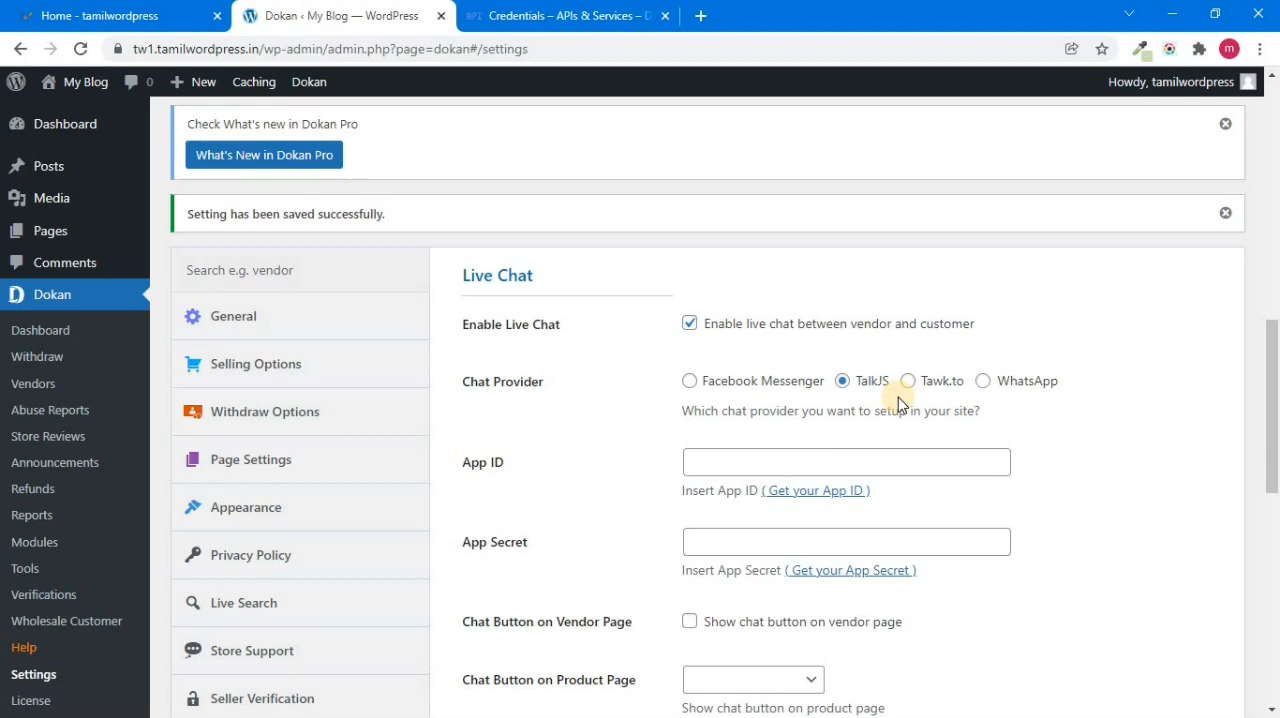 Home - tamilwordpress
Dokan ‹ My Blog — WordPress
API Credentials – APIs & Services – D
tw1.tamilwordpress.in/wp-admin/admin.php?page=dokan#/settings
m
My Blog
0
New
Caching
Dokan
Howdy, tamilwordpress
Dashboard
Posts
Media
Pages
Comments
Dokan
Dashboard
Withdraw
Vendors
Abuse Reports
Store Reviews
Announcements
Refunds
Reports
Modules
Tools
Verifications
Wholesale Customer
Help
Settings
License
Check What's new in Dokan Pro
What's New in Dokan Pro
Setting has been saved successfully.
Search e.g. vendor
General
Selling Options
Withdraw Options
Page Settings
Appearance
Privacy Policy
Live Search
Store Support
Seller Verification
Live Chat
Enable Live Chat
Enable live chat between vendor and customer
Chat Provider
Facebook Messenger
TalkJS
Tawk.to
WhatsApp
Which chat provider you want to setup in your site?
App ID
Insert App ID ( Get your App ID )
App Secret
Insert App Secret ( Get your App Secret )
Chat Button on Vendor Page
Show chat button on vendor page
Chat Button on Product Page
Show chat button on product page